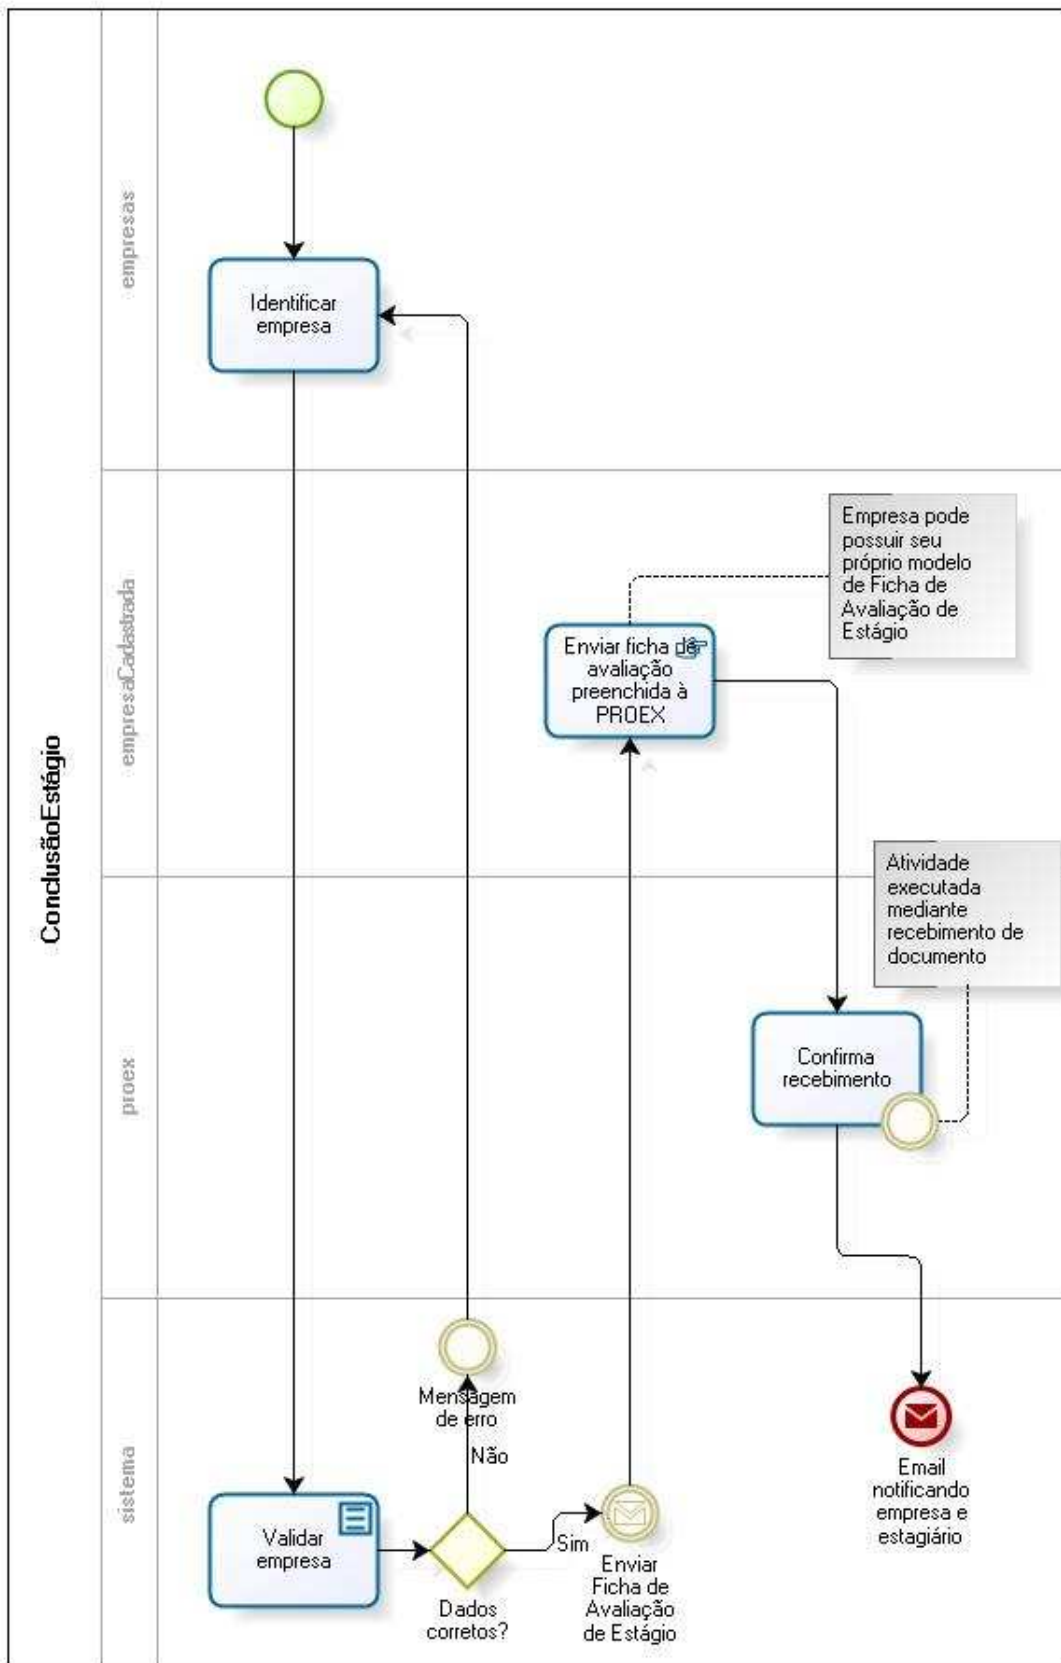 ConclusãoEstágio
empresas
Identificar
empresa
empresaCadastrada
Empresa pode
possuir seu
próprio modelo
de Ficha de
Avaliação de
Estágio
Enviar ficha de
avaliação
preenchida à
PROEX
proex
Atividade
executada
mediante
recebimento de
documento
Confirma
recebimento
sistema
Mensagem
de erro
Não
Validar
empresa
Dados
corretos?
Sim
Enviar
Ficha de
Avaliação
de Estágio
Email
notificando
empresa e
estagiário